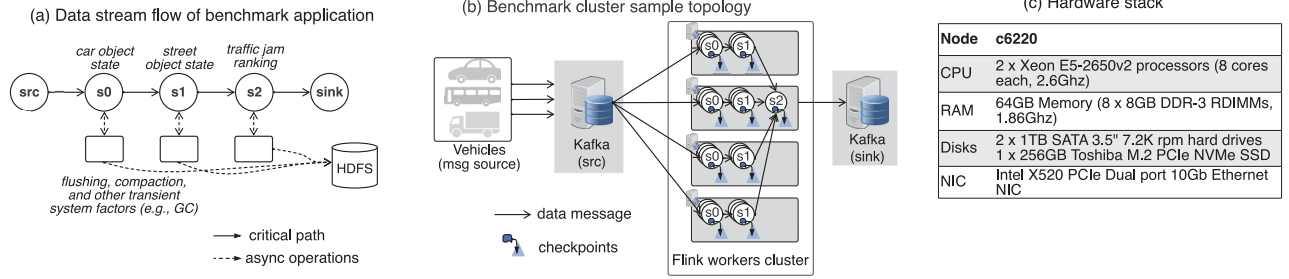 (a) Data stream flow of benchmark application
car object
state
street
object state
traffic jam
ranking
src
s0
s1
s2
sink
HDFS
flushing, compaction,
and other transient
system factors (e.g., GC)
critical path
async operations
(b) Benchmark cluster sample topology
Vehicles
(msg source)
Kafka
(src)
s0
s1
s0
s1
s2
s0
s1
s0
s1
Kafka
(sink)
data message
checkpoints
Flink workers cluster
(c) Hardware stack
Node c6220
CPU 2 x Xeon E5-2650v2 processors (8 cores
each, 2.6Ghz)
RAM 64GB Memory (8 x 8GB DDR-3 RDIMMs,
1.86Ghz)
Disks 2 x 1TB SATA 3.5" 7.2K rpm hard drives
1 x 256GB Toshiba M.2 PCIe NVMe SSD
NIC Intel X520 PCIe Dual port 10Gb Ethernet
NIC